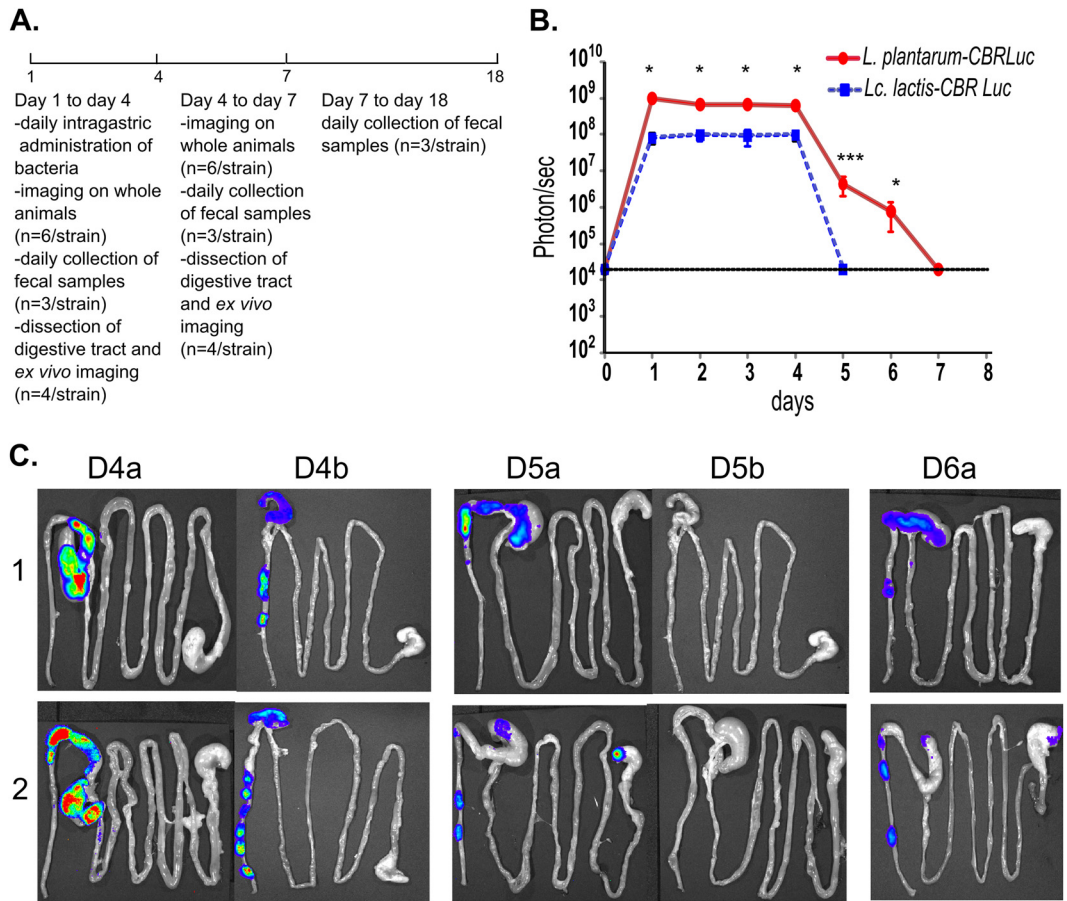 A.
1 4 7 18
Day 1 to day 4
-daily intragastric
administration of
bacteria
-imaging on whole
animals
(n=6/strain)
-daily collection of
fecal samples
(n=3/strain)
-dissection of
digestive tract and
ex vivo imaging
(n=4/strain)
Day 4 to day 7
-imaging on
whole animals
(n=6/strain)
-daily collection
of fecal samples
(n=3/strain)
-dissection of
digestive tract
and ex vivo
imaging
(n=4/strain)
Day 7 to day 18
daily collection of fecal
samples (n=3/strain)
B.
L. plantarum-CBRLuc
Lc. lactis-CBR Luc
Photon/sec
10^10
10^9
10^8
10^7
10^6
10^5
10^4
10^3
10^2
* * * *
***
*
0 1 2 3 4 5 6 7 8
days
C.
D4a D4b D5a D5b D6a
1
2